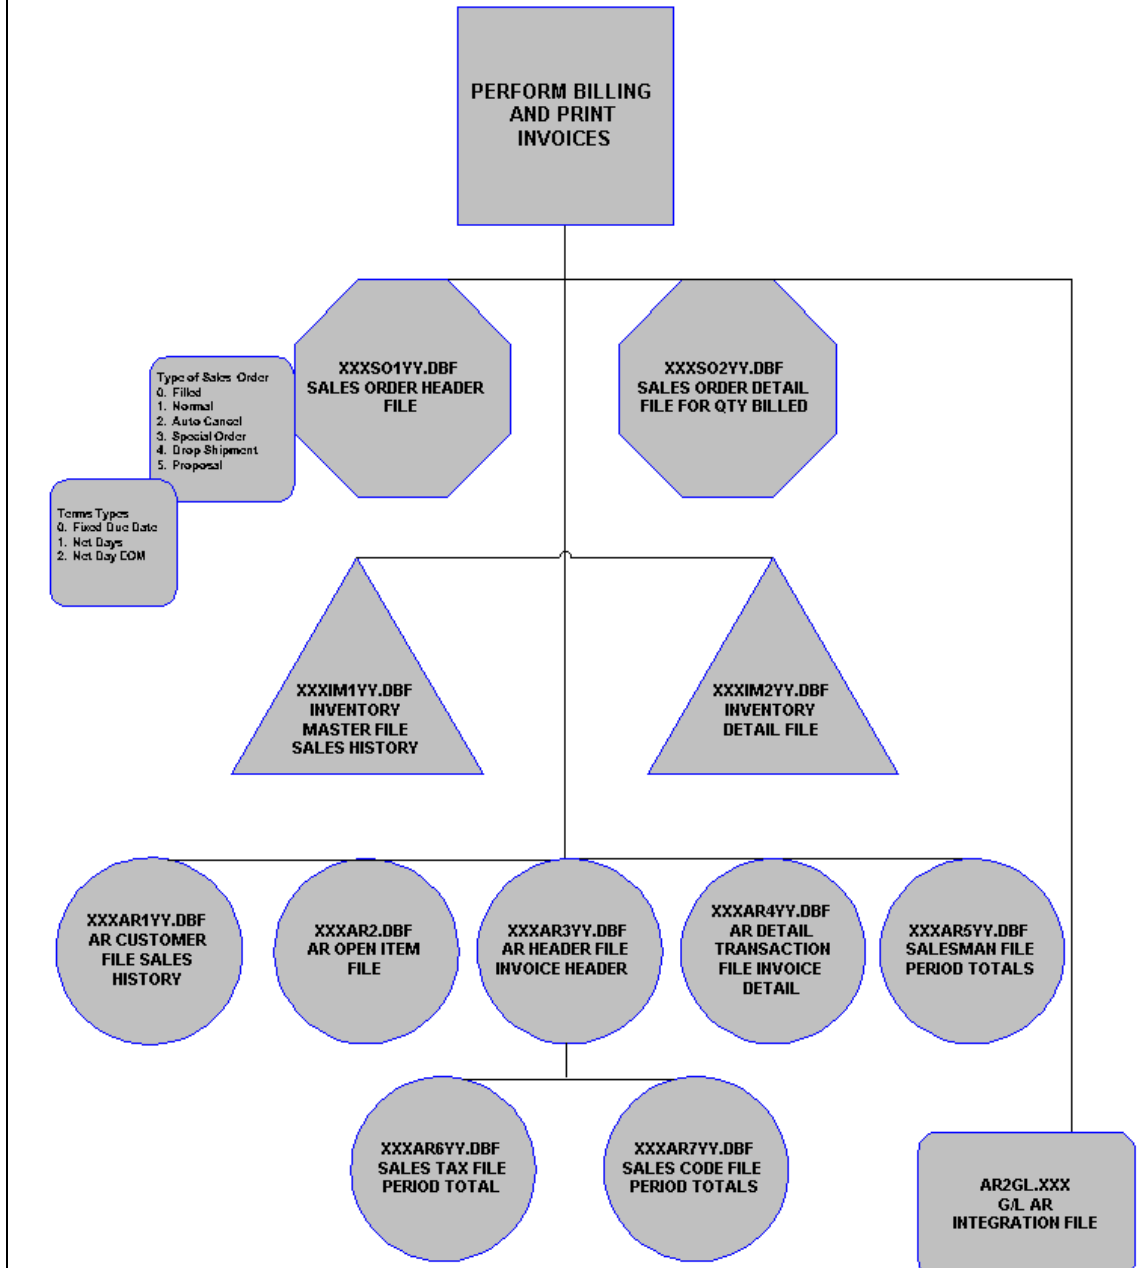 PERFORM BILLING
AND PRINT
INVOICES
XXXSO1YY.DBF
SALES ORDER HEADER
FILE
XXXSO2YY.DBF
SALES ORDER DETAIL
FILE FOR QTY BILLED
Type of Sales Order
0. Filled
1. Normal
2. Auto Cancel
3. Special Order
4. Drop Shipment
5. Proposal
Terms Types
0. Fixed Due Date
1. Net Days
2. Net Day EOM
XXXIM1YY.DBF
INVENTORY
MASTER FILE
SALES HISTORY
XXXIM2YY.DBF
INVENTORY
DETAIL FILE
XXXAR1YY.DBF
AR CUSTOMER
FILE SALES
HISTORY
XXXAR2.DBF
AR OPEN ITEM
FILE
XXXAR3YY.DBF
AR HEADER FILE
INVOICE HEADER
XXXAR4YY.DBF
AR DETAIL
TRANSACTION
FILE INVOICE
DETAIL
XXXAR5YY.DBF
SALESMAN FILE
PERIOD TOTALS
XXXAR6YY.DBF
SALES TAX FILE
PERIOD TOTAL
XXXAR7YY.DBF
SALES CODE FILE
PERIOD TOTALS
AR2GL.XXX
G/L AR
INTEGRATION FILE